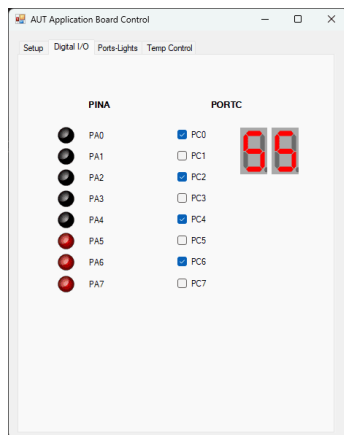 AUT Application Board Control
Setup Digital I/O Ports-Lights Temp Control
PINA PORTC
PA0 PC0 55
PA1 PC1
PA2 PC2
PA3 PC3
PA4 PC4
PA5 PC5
PA6 PC6
PA7 PC7